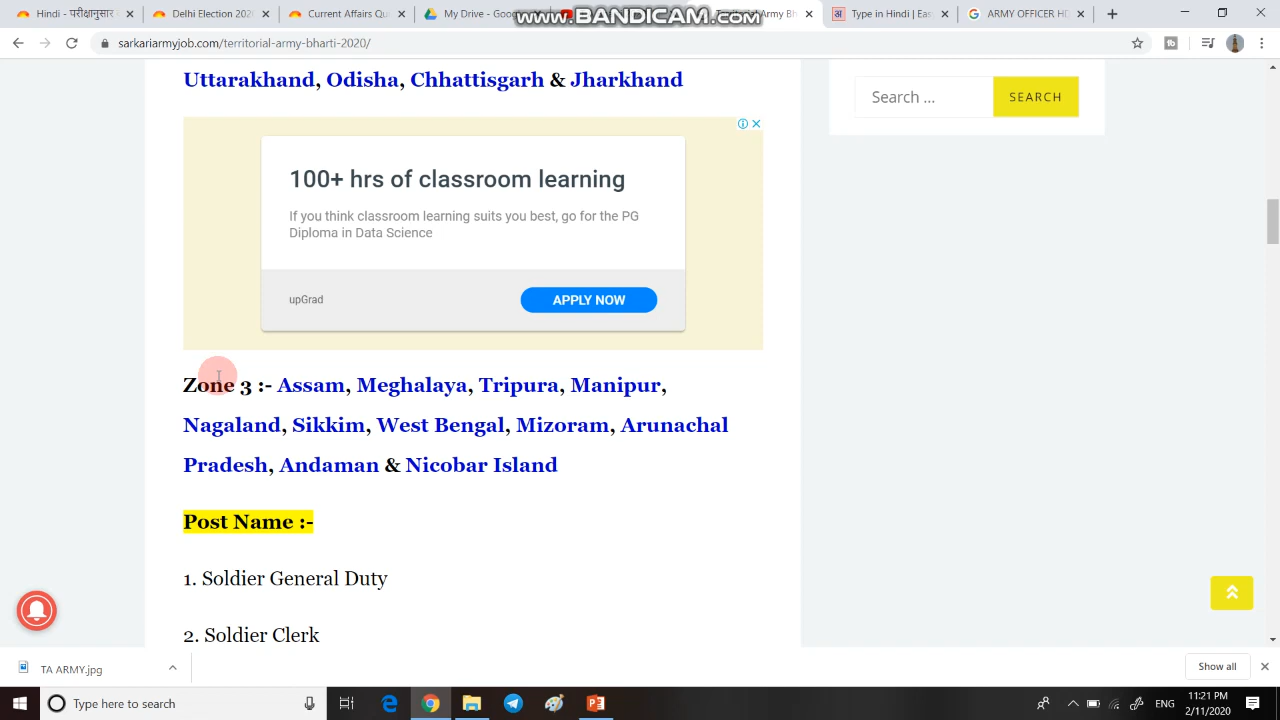 Hindi - परीक्षा
Delhi Election 2020
Current Affairs Qu
My Drive - Goog
www.BANDICAM.com
Army Bh
Type in Hindi | Eas
ARMY OFFICER HD
sarkariarmyjob.com/territorial-army-bharti-2020/
Uttarakhand, Odisha, Chhattisgarh & Jharkhand
Search ...
SEARCH
100+ hrs of classroom learning
If you think classroom learning suits you best, go for the PG
Diploma in Data Science
upGrad
APPLY NOW
Zone 3 :- Assam, Meghalaya, Tripura, Manipur,
Nagaland, Sikkim, West Bengal, Mizoram, Arunachal
Pradesh, Andaman & Nicobar Island
Post Name :-
1. Soldier General Duty
2. Soldier Clerk
TA ARMY.jpg
Show all
Type here to search
ENG
11:21 PM
2/11/2020